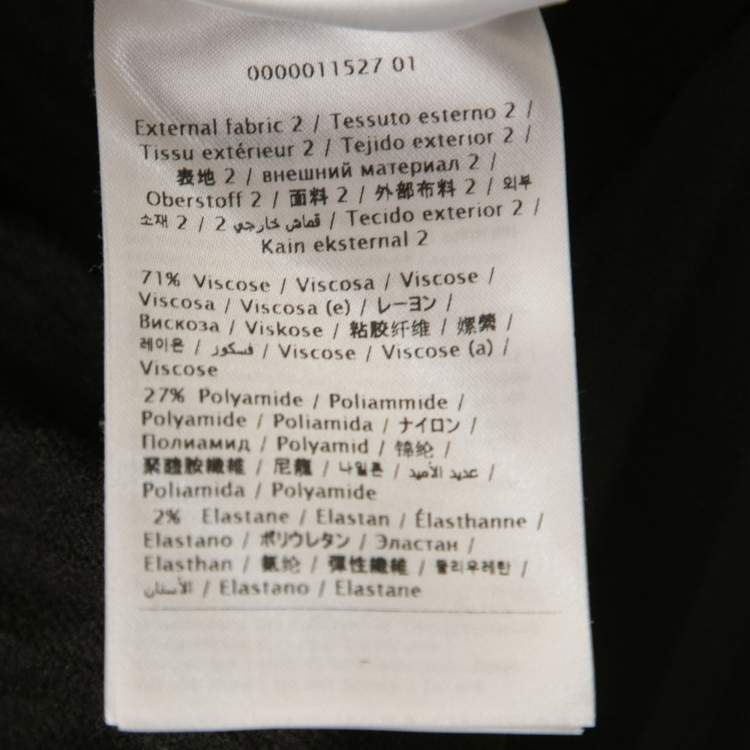 0000011527 01
External fabric 2 / Tessuto esterno 2 /
Tissu extérieur 2 / Tejido exterior 2 /
表地 2 / внешний материал 2 /
Oberstoff 2 / 面料 2 / 外部布料 2 / 외부
소재 2 / 2 قماش خارجي / Tecido exterior 2 /
Kain eksternal 2
71% Viscose / Viscosa / Viscose /
Viscosa / Viscosa (e) / レーヨン /
Вискоза / Viskose / 粘胶纤维 / 嫘縈 /
레이온 / فسكوز / Viscose / Viscose (a) /
Viscose
27% Polyamide / Poliammide /
Polyamide / Poliamida / ナイロン /
Полиамид / Polyamid / 锦纶 /
聚醯胺纖維 / 尼龍 / 나일론 / عديد الأميد /
Poliamida / Polyamide
2% Elastane / Elastan / Élasthanne /
Elastano / ポリウレタン / Эластан /
Elasthan / 氨纶 / 彈性纖維 / 폴리우레탄 /
الأستان / Elastano / Elastane